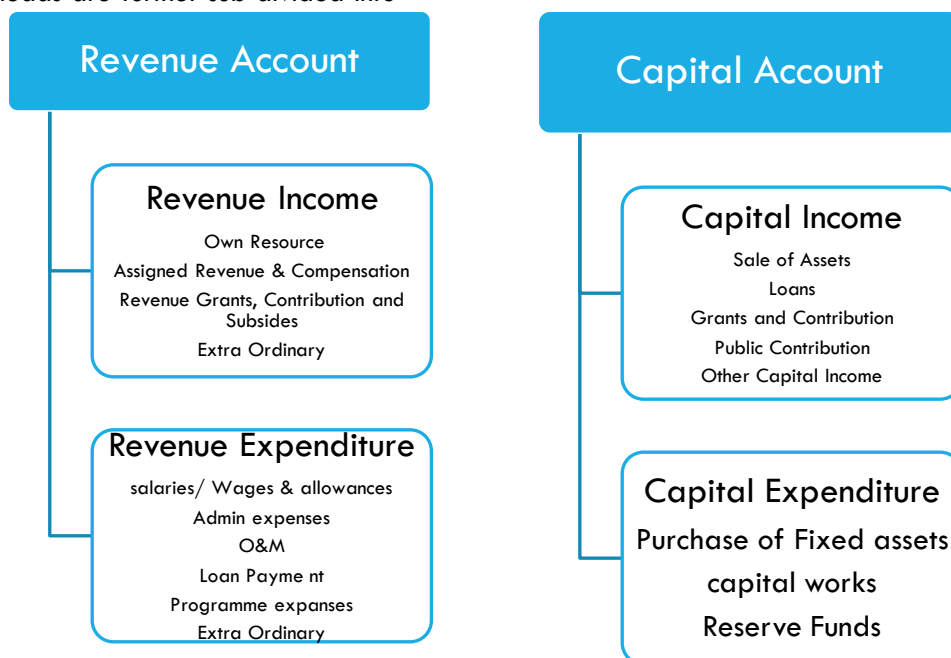 Revenue Account
Revenue Income
Own Resource
Assigned Revenue & Compensation
Revenue Grants, Contribution and
Subsides
Extra Ordinary
Revenue Expenditure
salaries/ Wages & allowances
Admin expenses
O&M
Loan Payme nt
Programme expanses
Extra Ordinary
Capital Account
Capital Income
Sale of Assets
Loans
Grants and Contribution
Public Contribution
Other Capital Income
Capital Expenditure
Purchase of Fixed assets
capital works
Reserve Funds